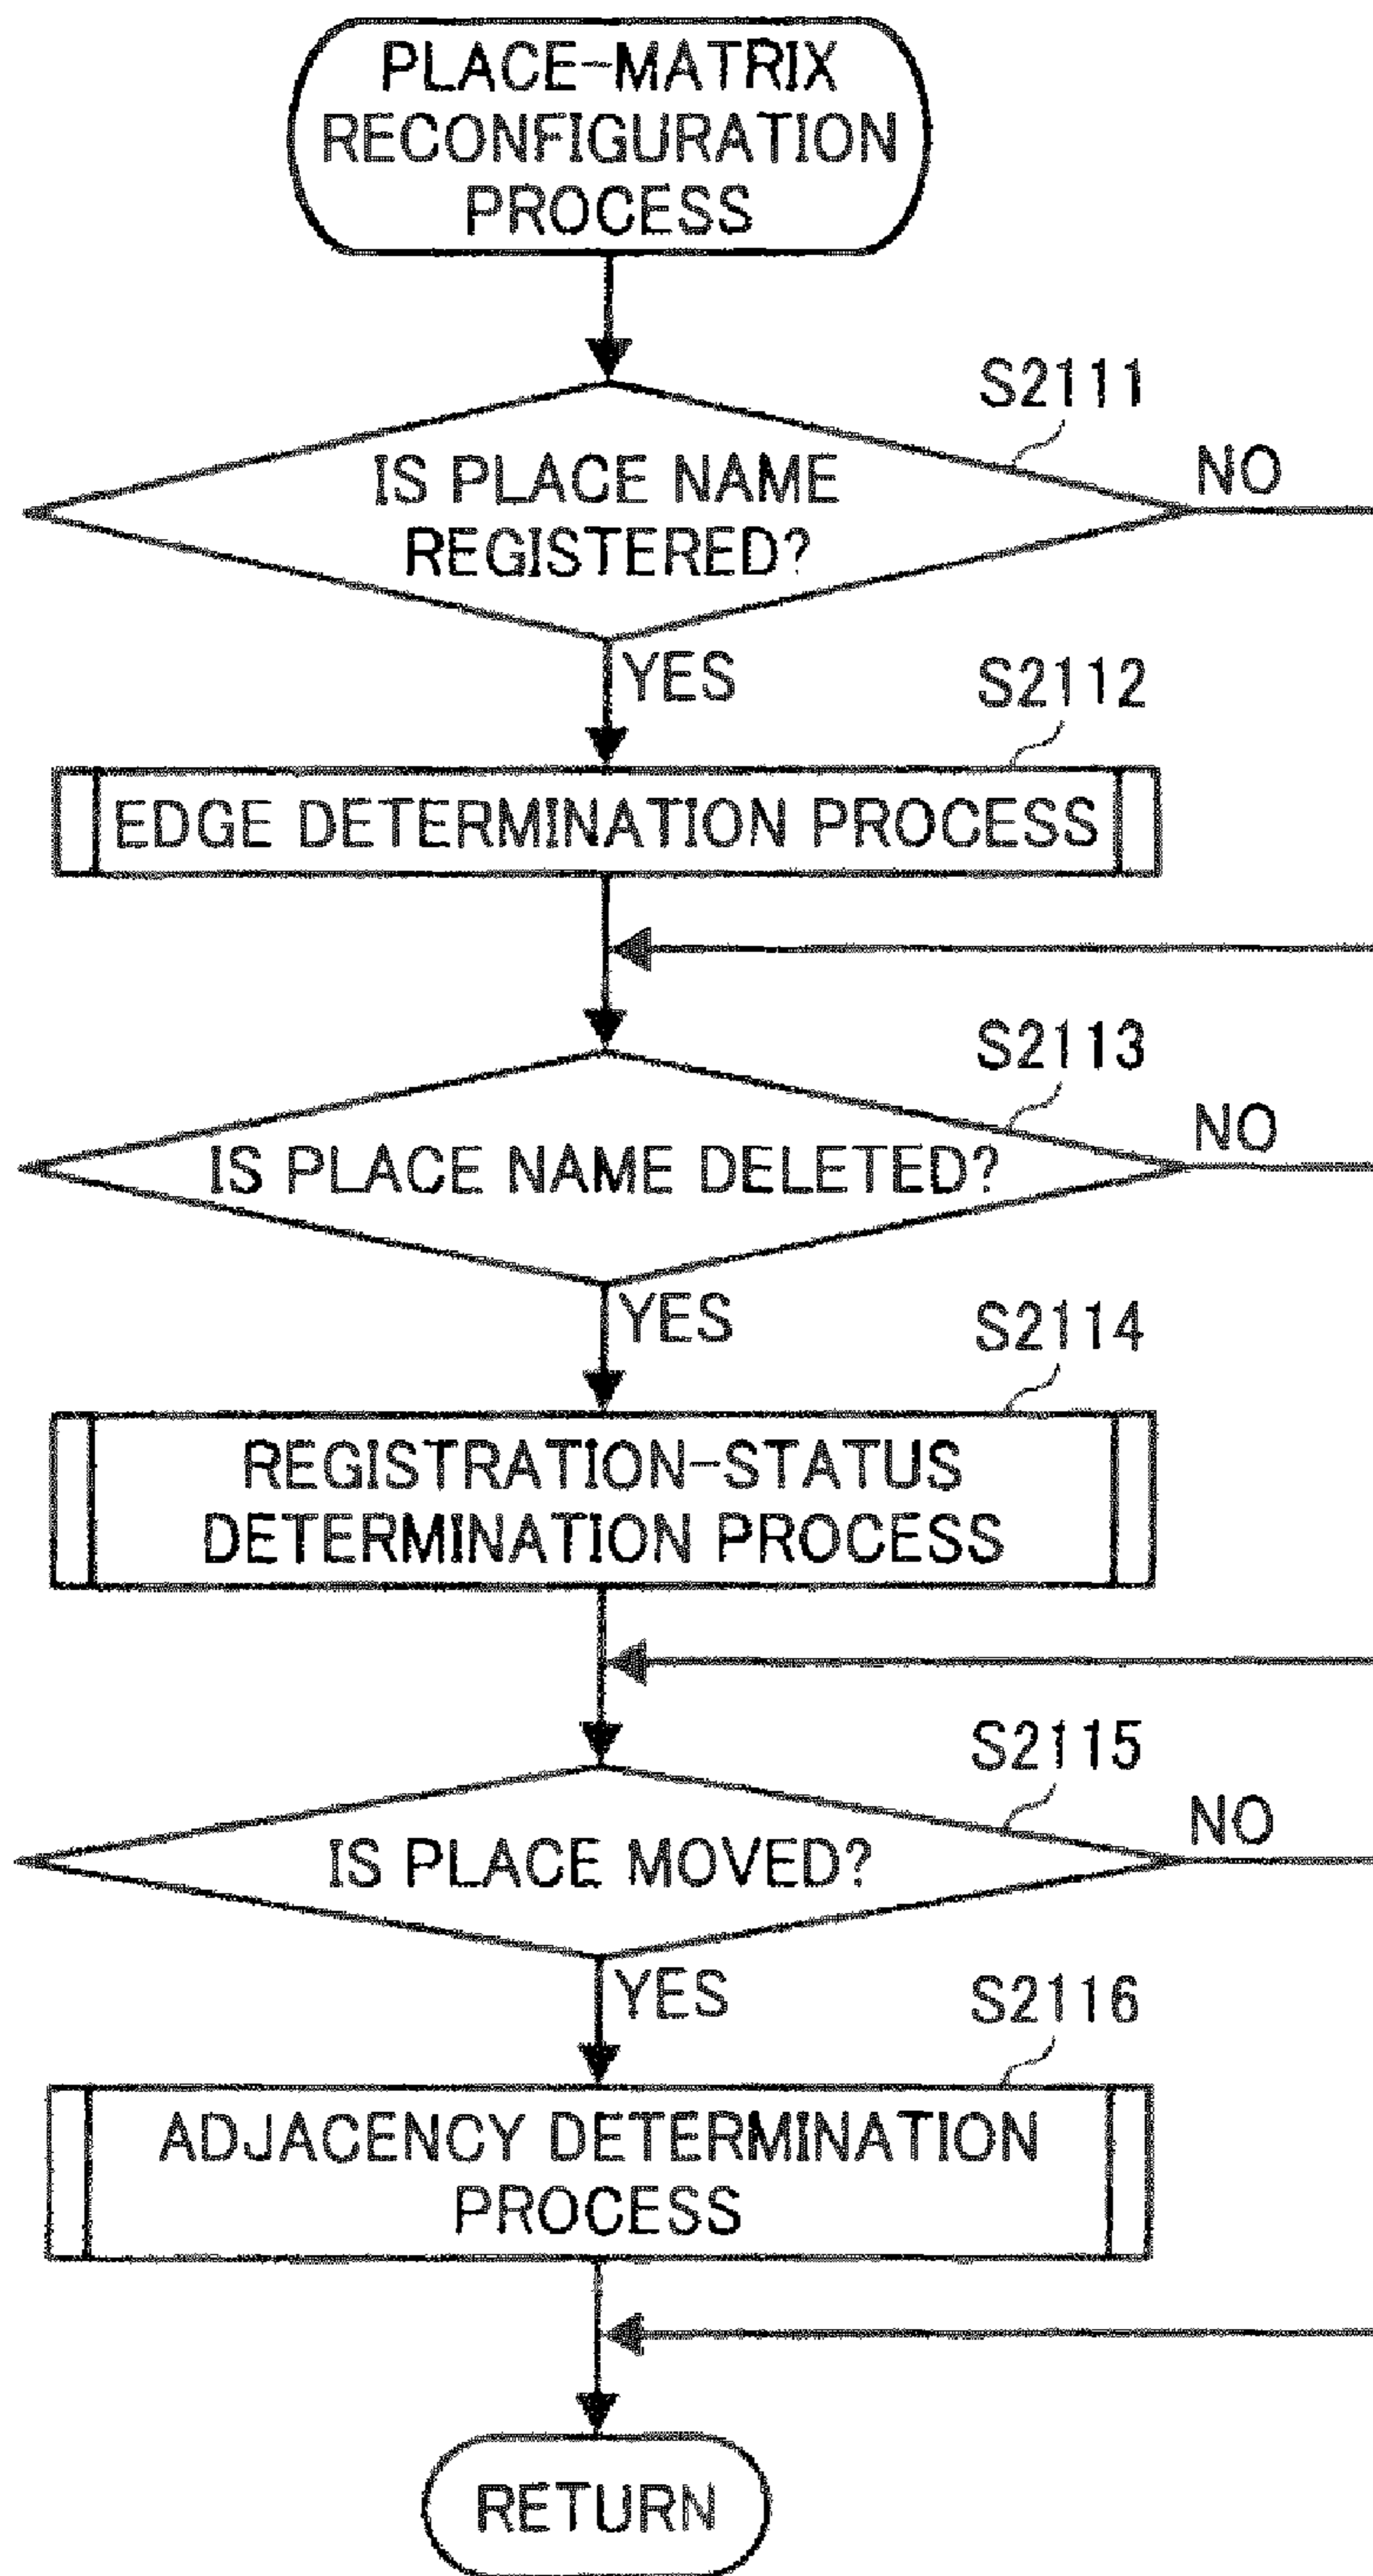 PLACE-MATRIX
RECONFIGURATION
PROCESS
S2111
IS PLACE NAME
REGISTERED?
NO
YES
S2112
EDGE DETERMINATION PROCESS
S2113
IS PLACE NAME DELETED?
NO
YES
S2114
REGISTRATION-STATUS
DETERMINATION PROCESS
S2115
IS PLACE MOVED?
NO
YES
S2116
ADJACENCY DETERMINATION
PROCESS
RETURN